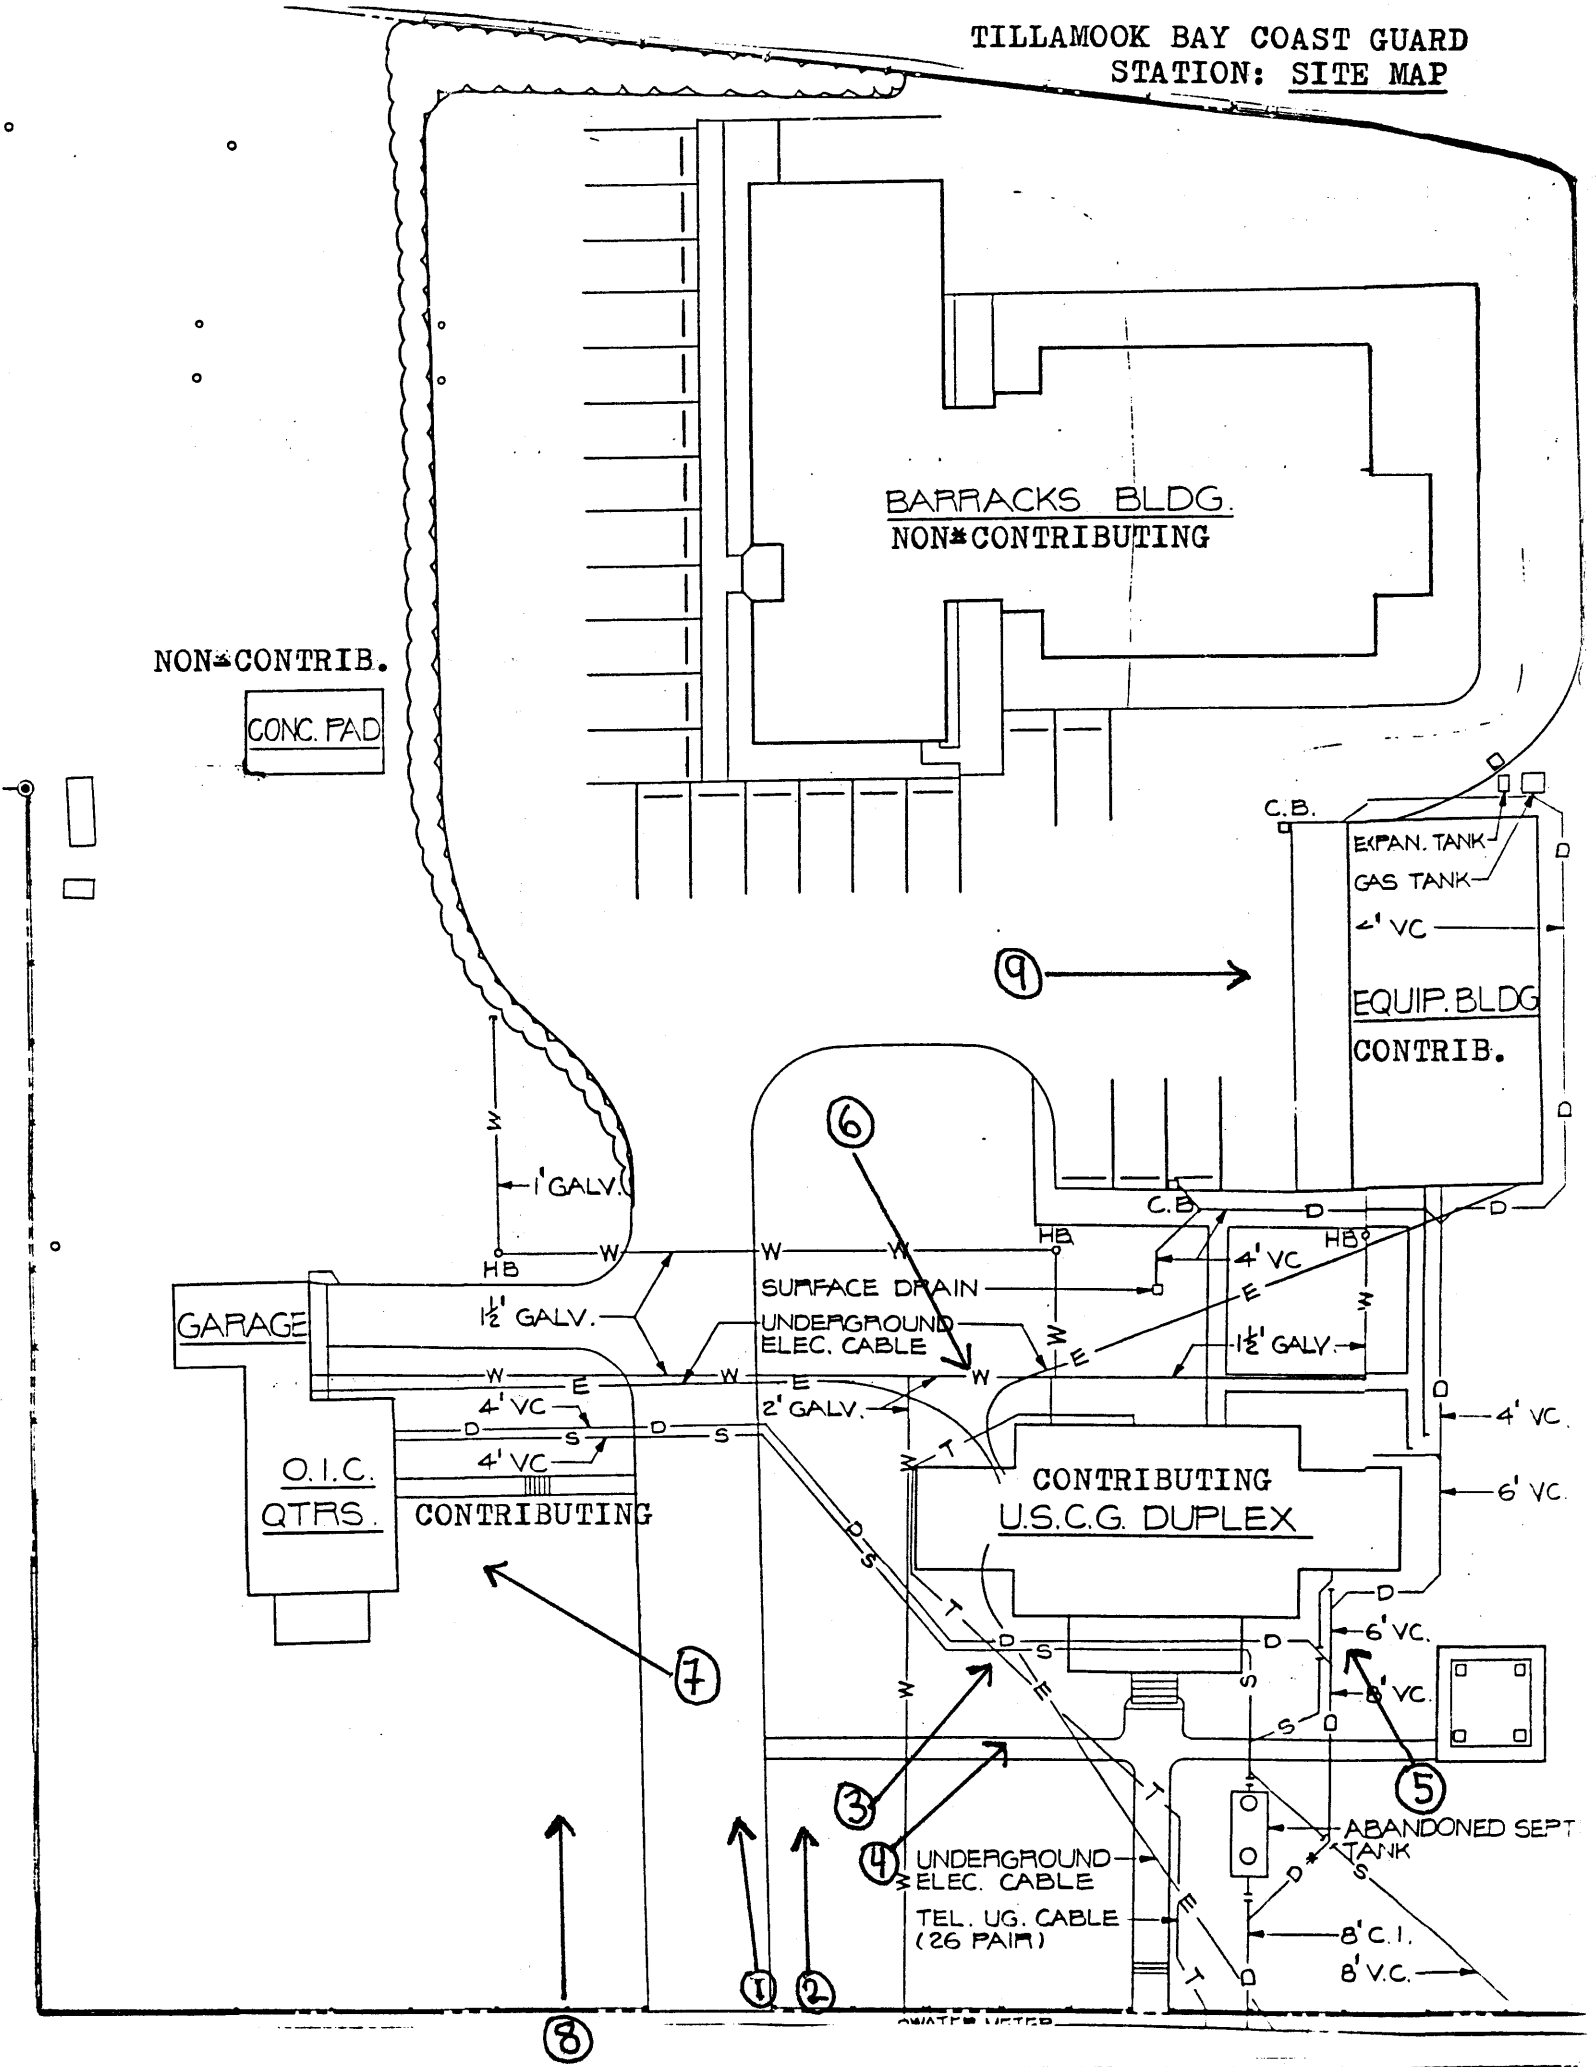 TILLAMOOK BAY COAST GUARD
STATION: SITE MAP
BARRACKS BLDG.
NON*CONTRIBUTING
NON*CONTRIB.
CONC. PAD
C.B.
EXPAN. TANK
GAS TANK
4" VC
D
9
EQUIP. BLDG
CONTRIB.
D
6
W
1" GALV.
C.B.
D
D
HB
W
W
W
HB
HB
4" VC
SURFACE DRAIN
E
W
GARAGE
1½" GALV.
UNDERGROUND
ELEC. CABLE
W
E
1½" GALV.
W
W
W
E
E
D
4" VC
2" GALV.
4" VC.
D
D
S
S
T
W
4" VC
O.I.C.
QTRS.
CONTRIBUTING
CONTRIBUTING
U.S.C.G. DUPLEX
6" VC.
D
S
D
T
6" VC.
D
S
D
7
3
W
E
S
8" VC.
D
S
4
5
T
1
2
ABANDONED SEPT
TANK
UNDERGROUND
ELEC. CABLE
W
D
S
E
TEL. UG. CABLE
(26 PAIR)
8" C.I.
8" V.C.
T
D
WATER METER
8